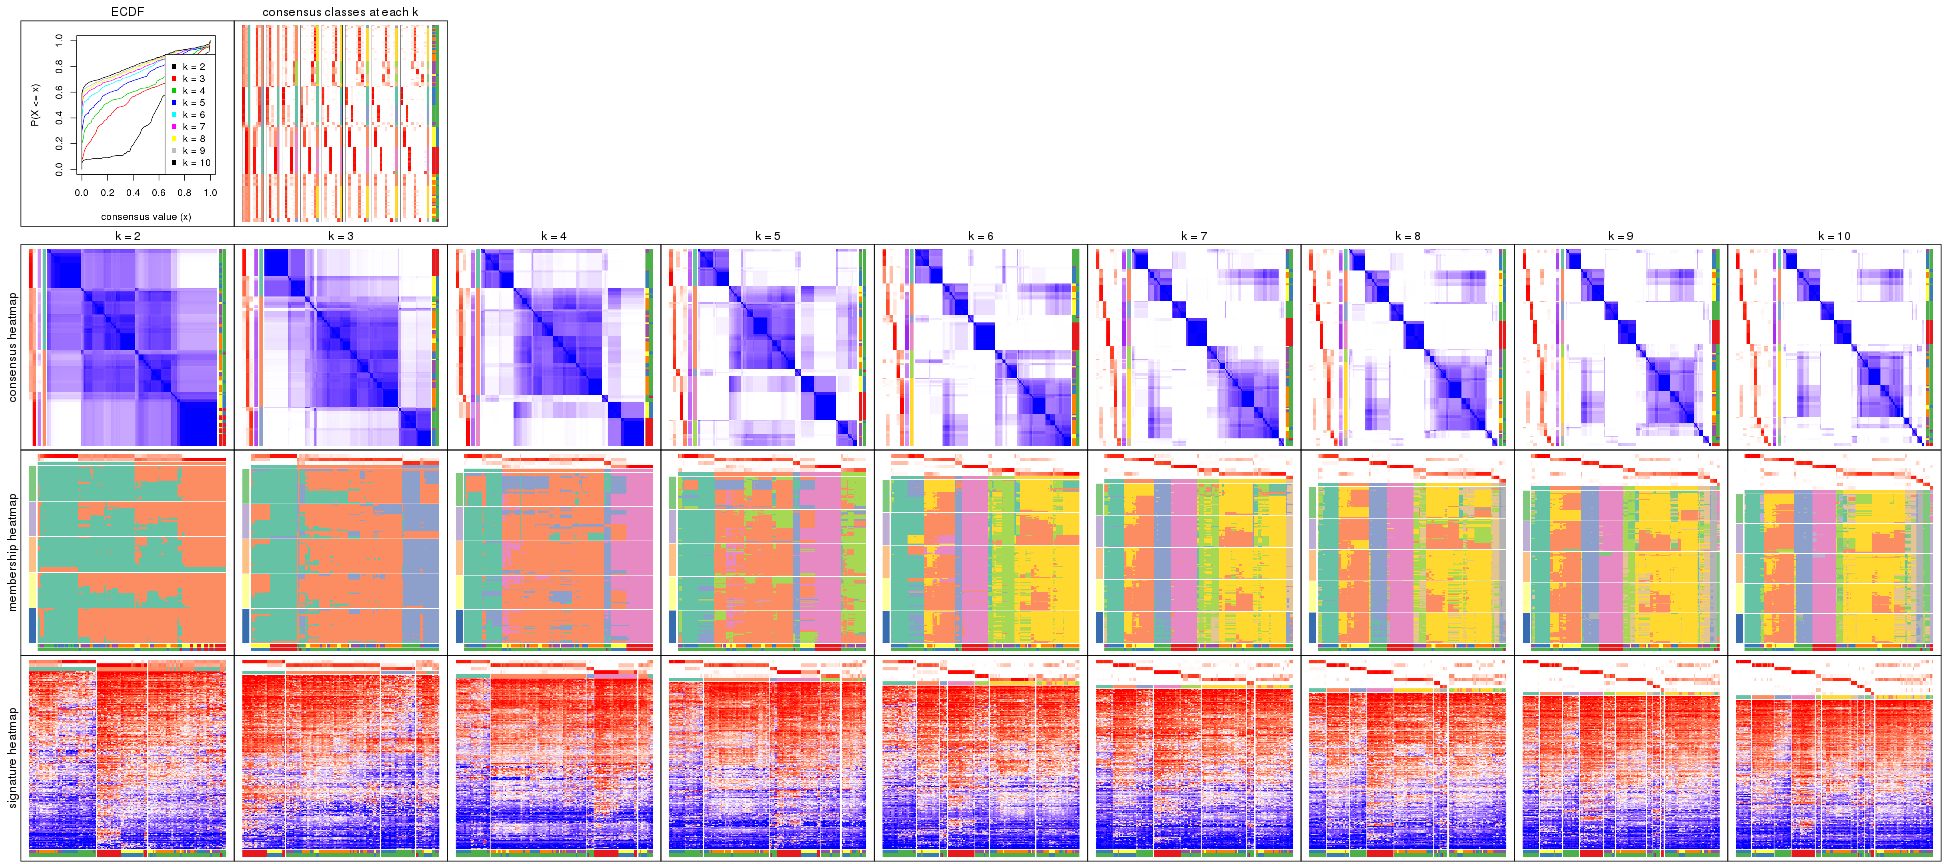 ECDF
consensus classes at each k
P(X <= x)
0.0 0.2 0.4 0.6 0.8 1.0
k = 2
k = 3
k = 4
k = 5
k = 6
k = 7
k = 8
k = 9
k = 10
0.0 0.2 0.4 0.6 0.8 1.0
consensus value (x)
k = 2 k = 3 k = 4 k = 5 k = 6 k = 7 k = 8 k = 9 k = 10
consensus heatmap
membership heatmap
signature heatmap